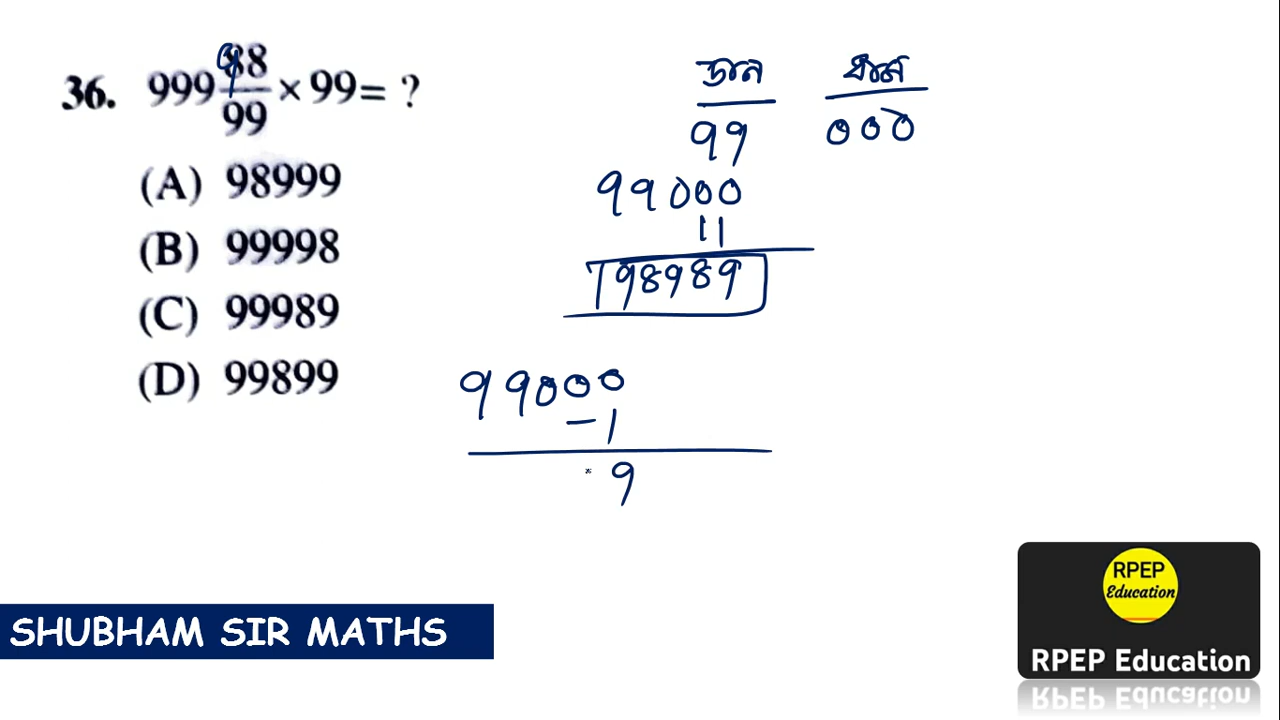 36. 999 98/99 × 99 = ?
(A) 98999
(B) 99998
(C) 99989
(D) 99899
ডান
99
000
99000
11
98989
99000
-1
9
SHUBHAM SIR MATHS
RPEP
Education
RPEP Education